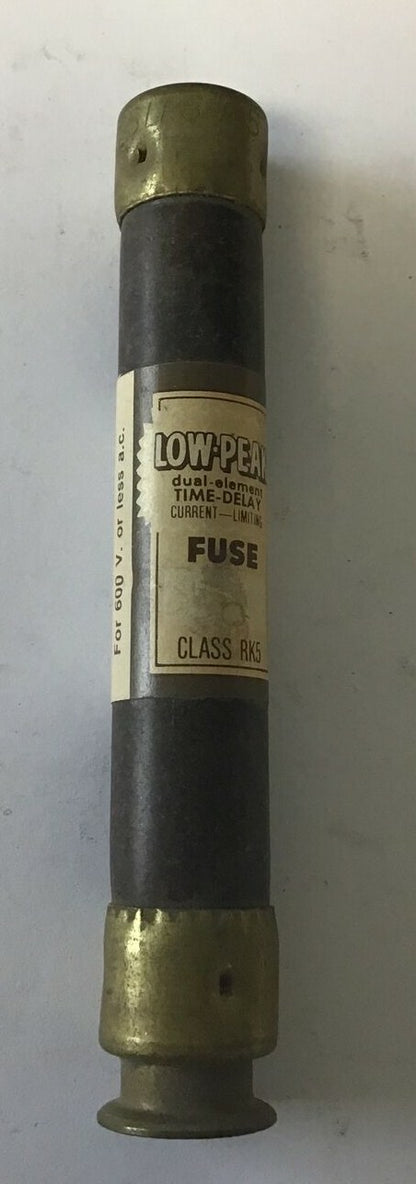 For 600 V. or less a.c.
LOW-PEAK
dual-element
TIME-DELAY
CURRENT—LIMITING
FUSE
CLASS RK5